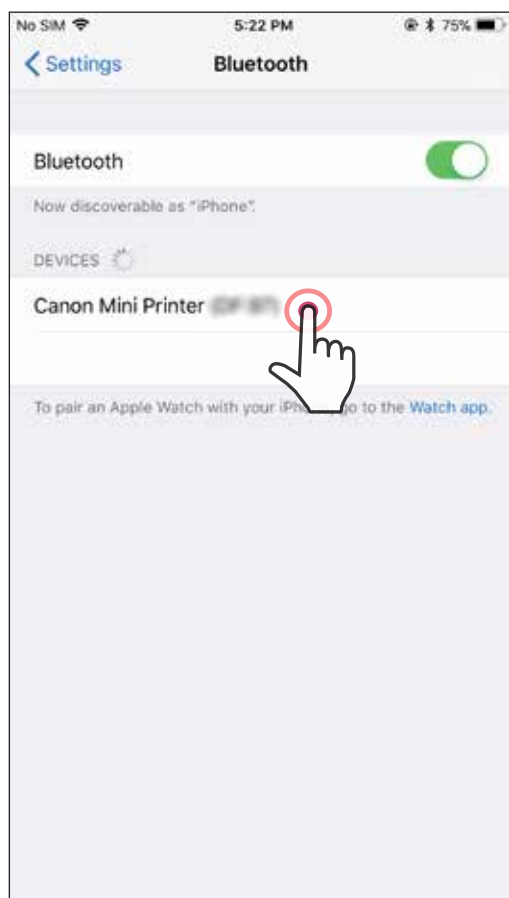 No SIM 5:22 PM 75%
Settings Bluetooth
Bluetooth
Now discoverable as "iPhone".
DEVICES
Canon Mini Printer
To pair an Apple Watch with your go to the Watch app.